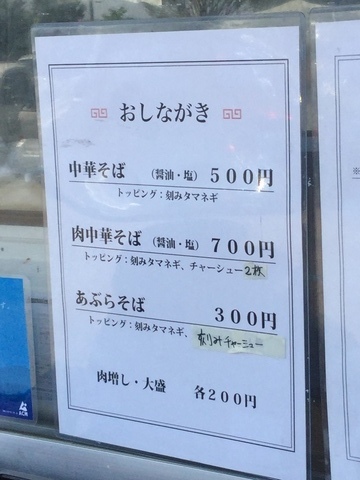 おしながき
中華そば (醤油・塩) 500円
トッピング：刻みタマネギ
肉中華そば (醤油・塩) 700円
トッピング：刻みタマネギ、チャーシュー2枚
あぶらそば 300円
トッピング：刻みタマネギ、刻みチャーシュー
肉増し・大盛 各200円